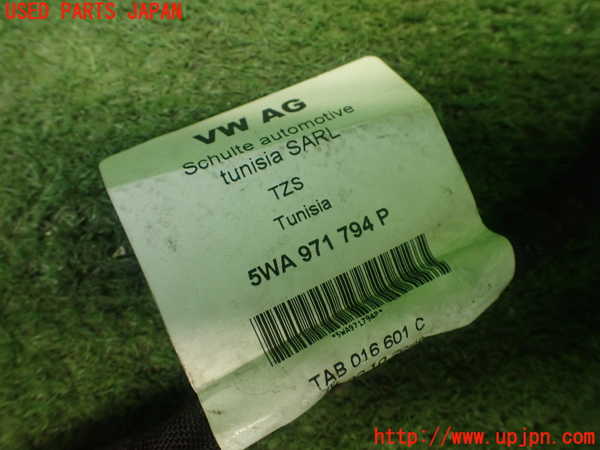 USED PARTS JAPAN
VW AG
Schulte automotive
tunisia SARL
TZS
Tunisia
5WA 971 794 P
*5WA971794P*
TAB 016 601 C
http://www.upjpn.com/